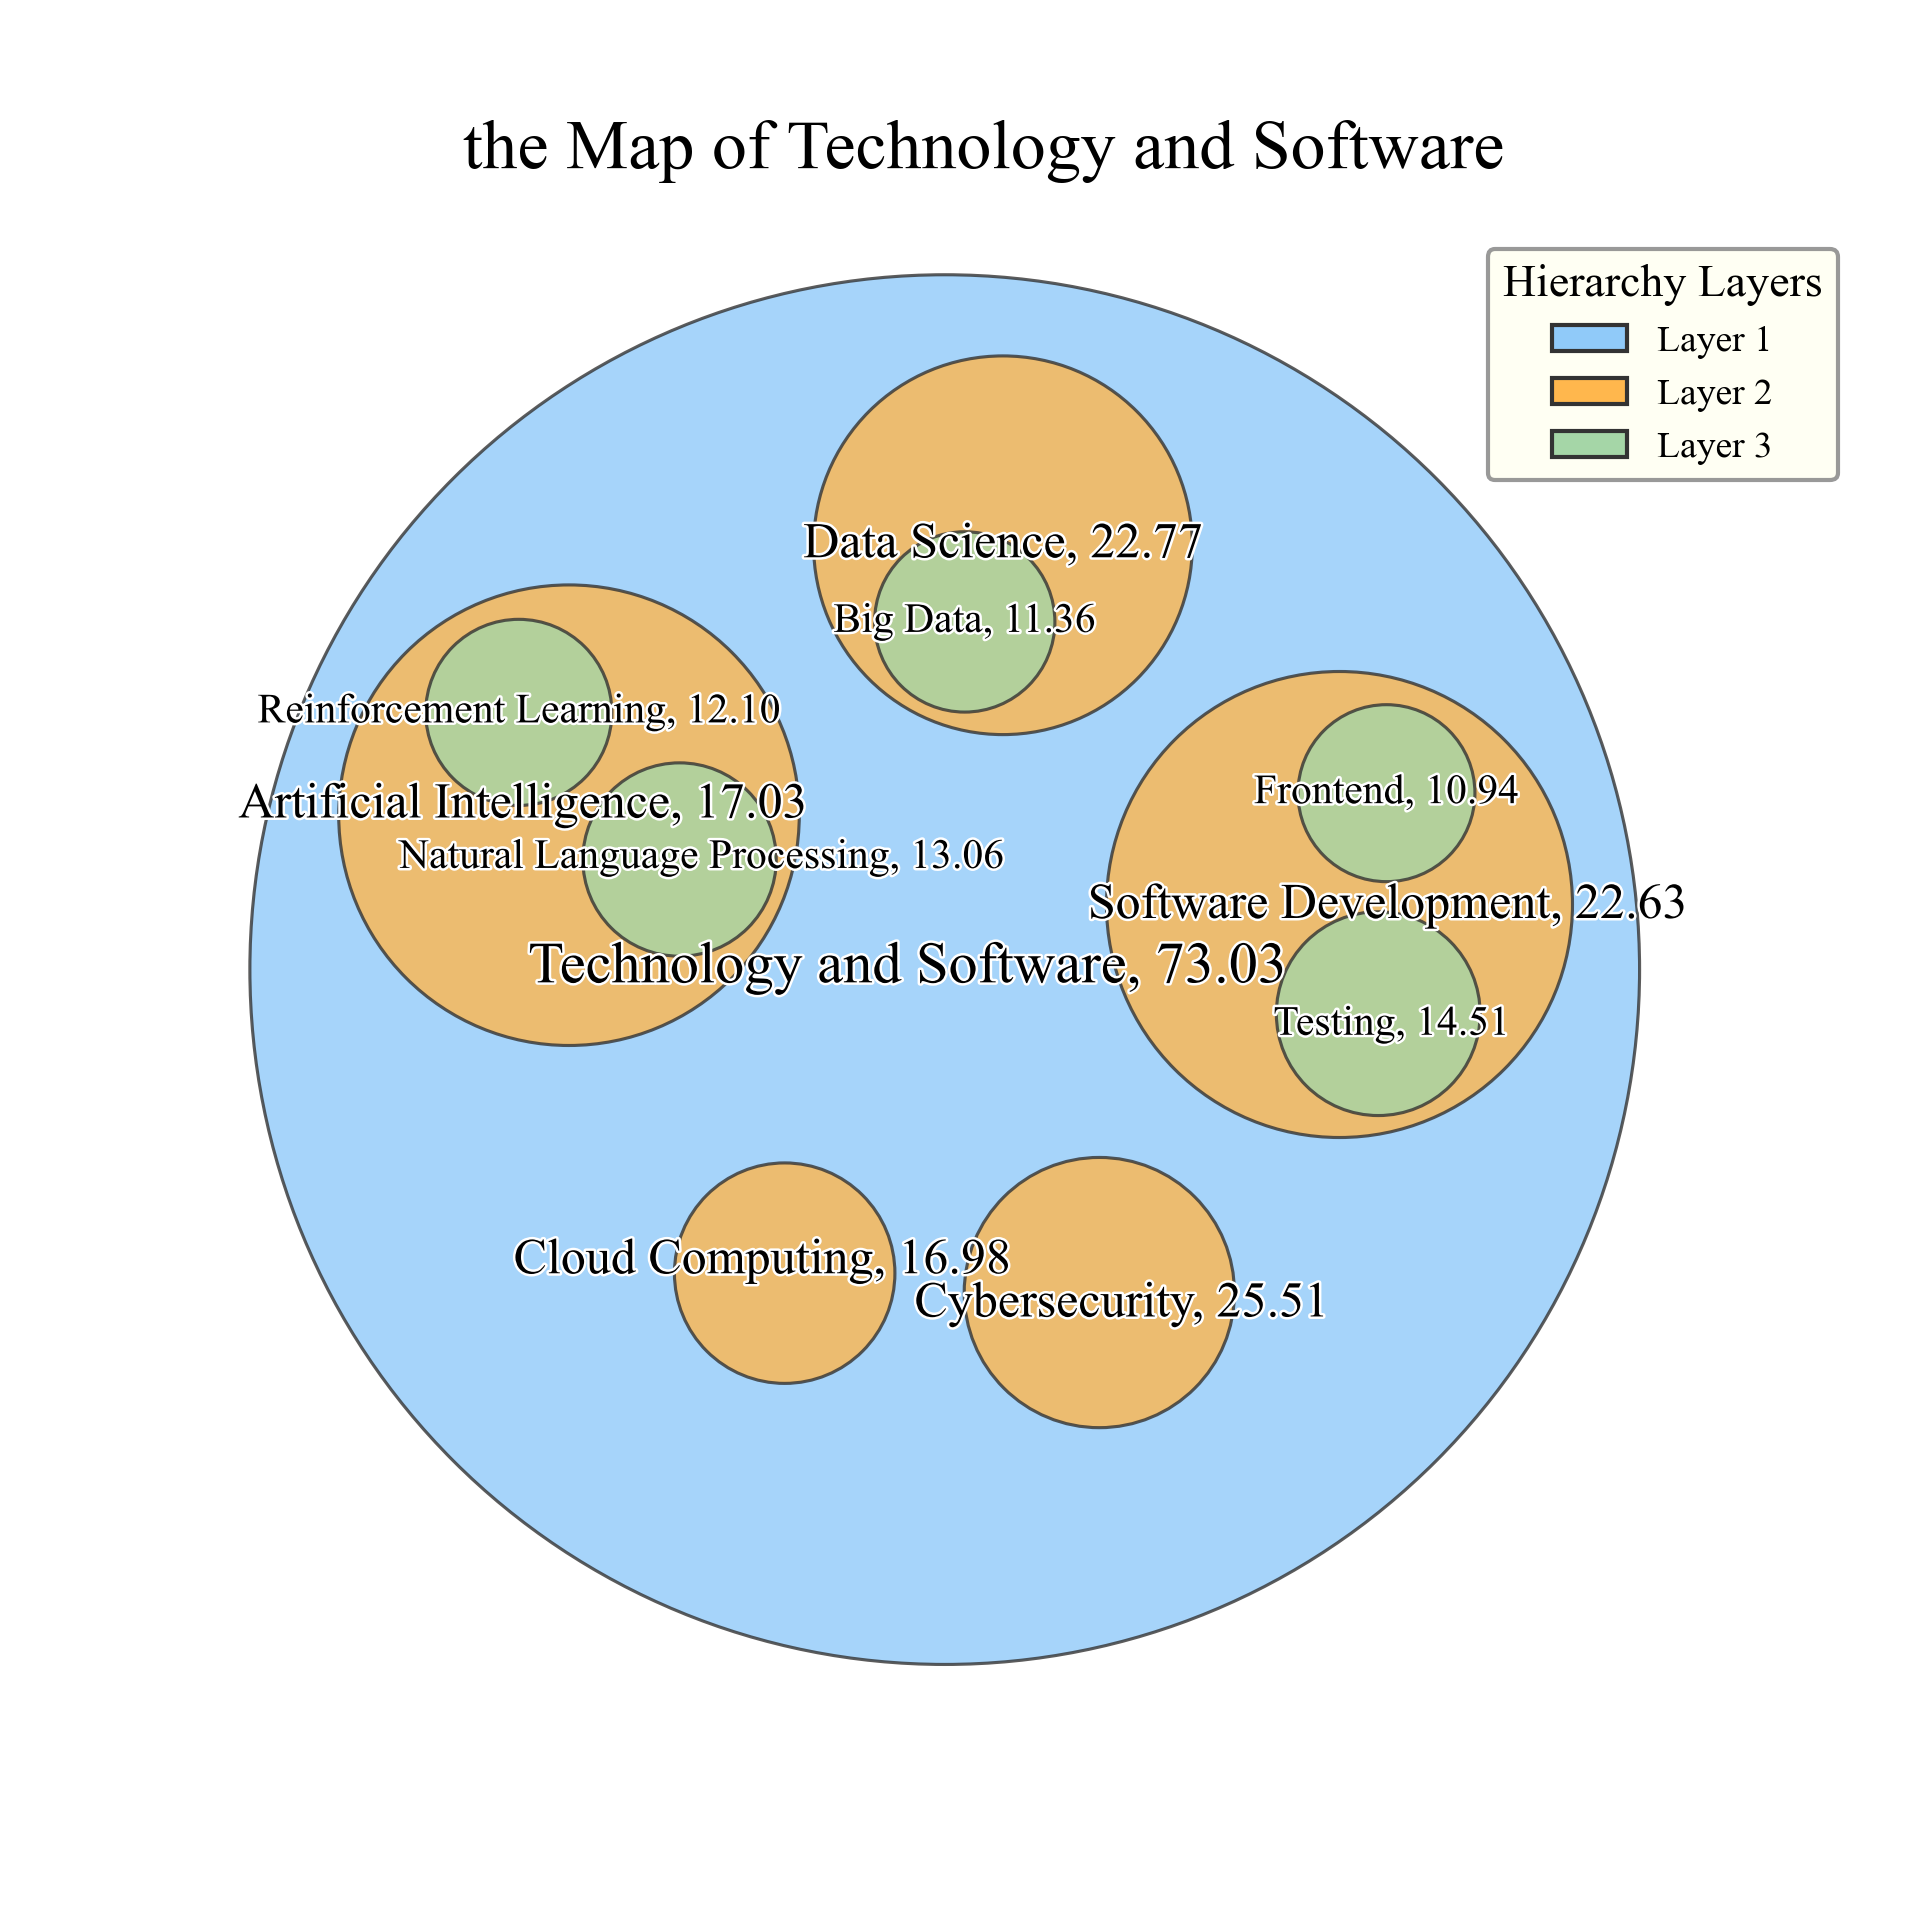 the Map of Technology and Software
Hierarchy Layers
Layer 1
Layer 2
Layer 3
Data Science, 22.77
Big Data, 11.36
Reinforcement Learning, 12.10
Frontend, 10.94
Artificial Intelligence, 17.03
Natural Language Processing, 13.06
Software Development, 22.63
Technology and Software, 73.03
Testing, 14.51
Cloud Computing, 16.98
Cybersecurity, 25.51